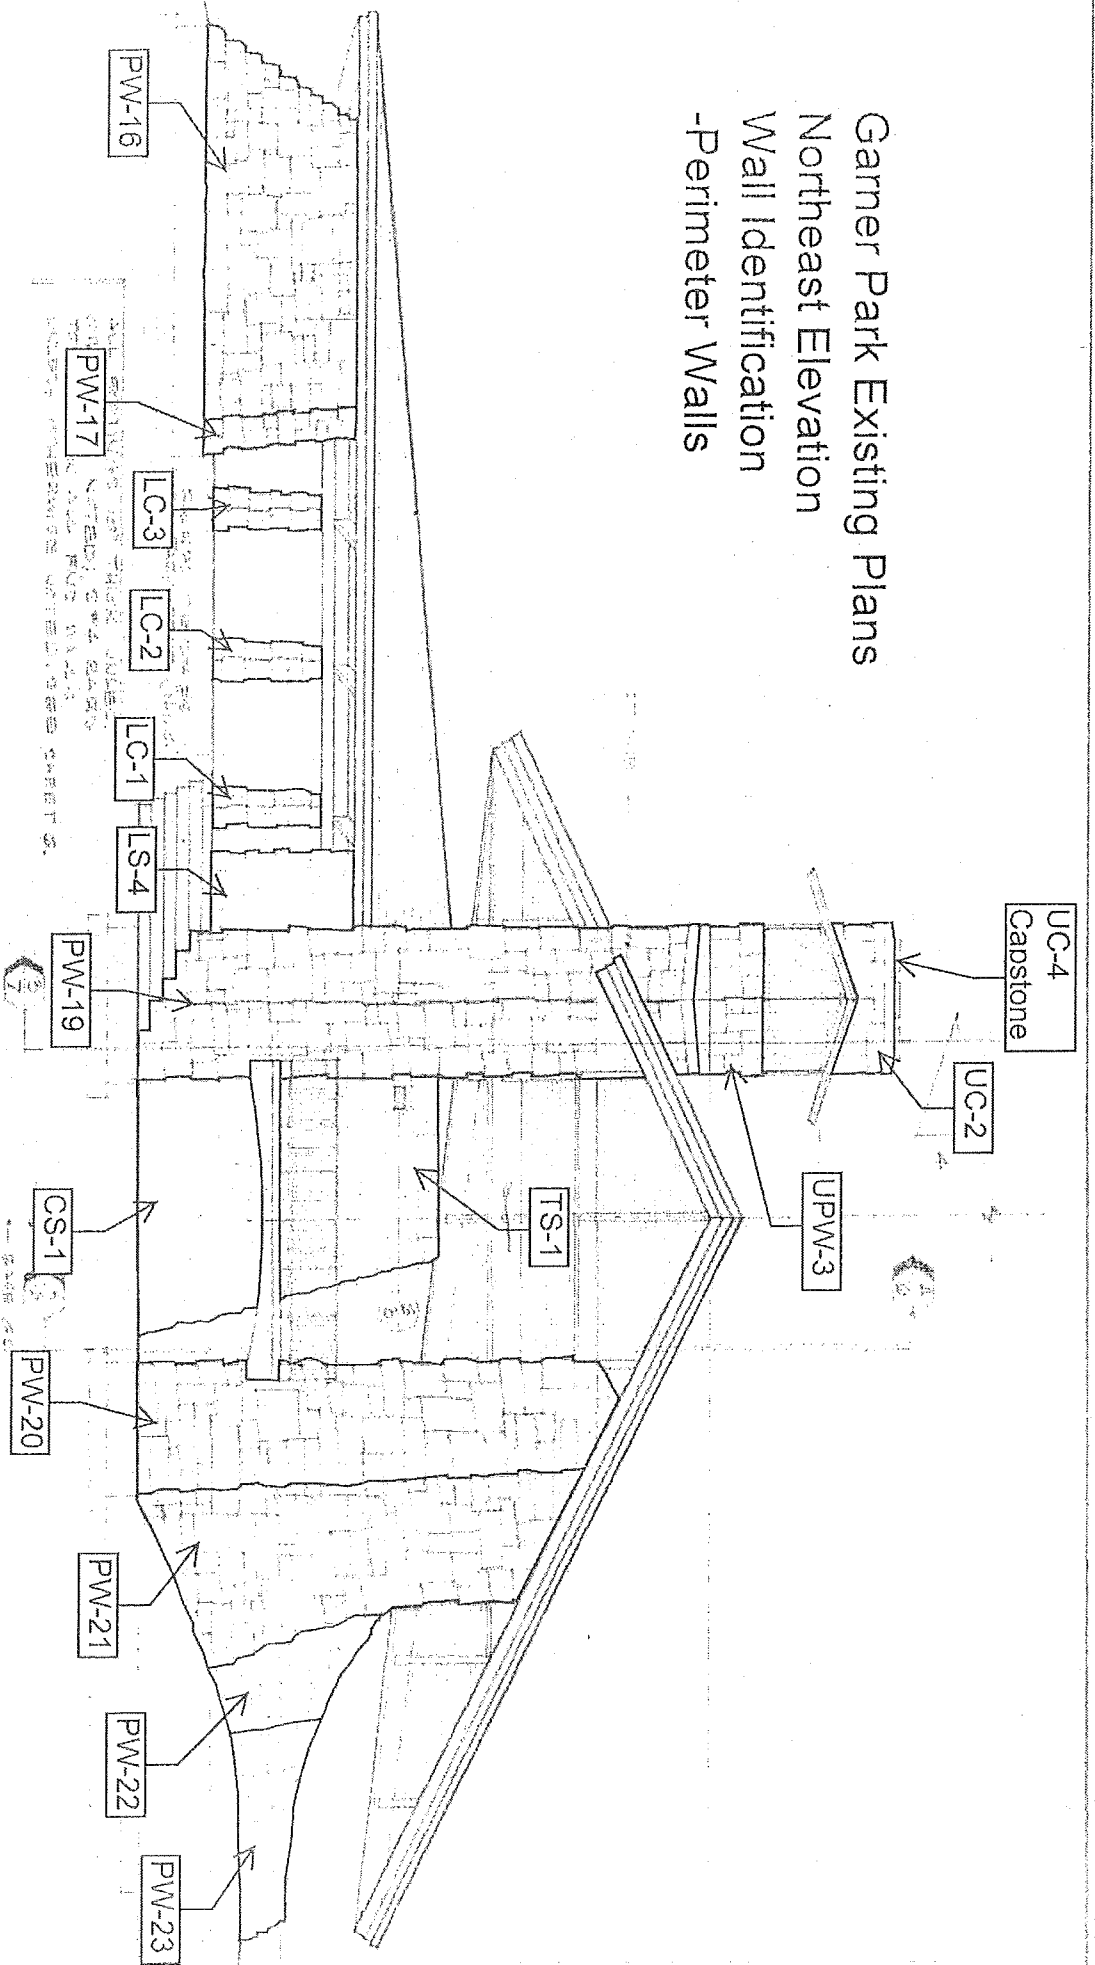 Garner Park Existing Plans
Northeast Elevation
Wall Identification
-Perimeter Walls
UC-4
Capstone
UC-2
UPW-3
TS-1
PW-16
PW-17
LC-3
LC-2
LC-1
LS-4
PW-19
CS-1
PW-20
PW-21
PW-22
PW-23